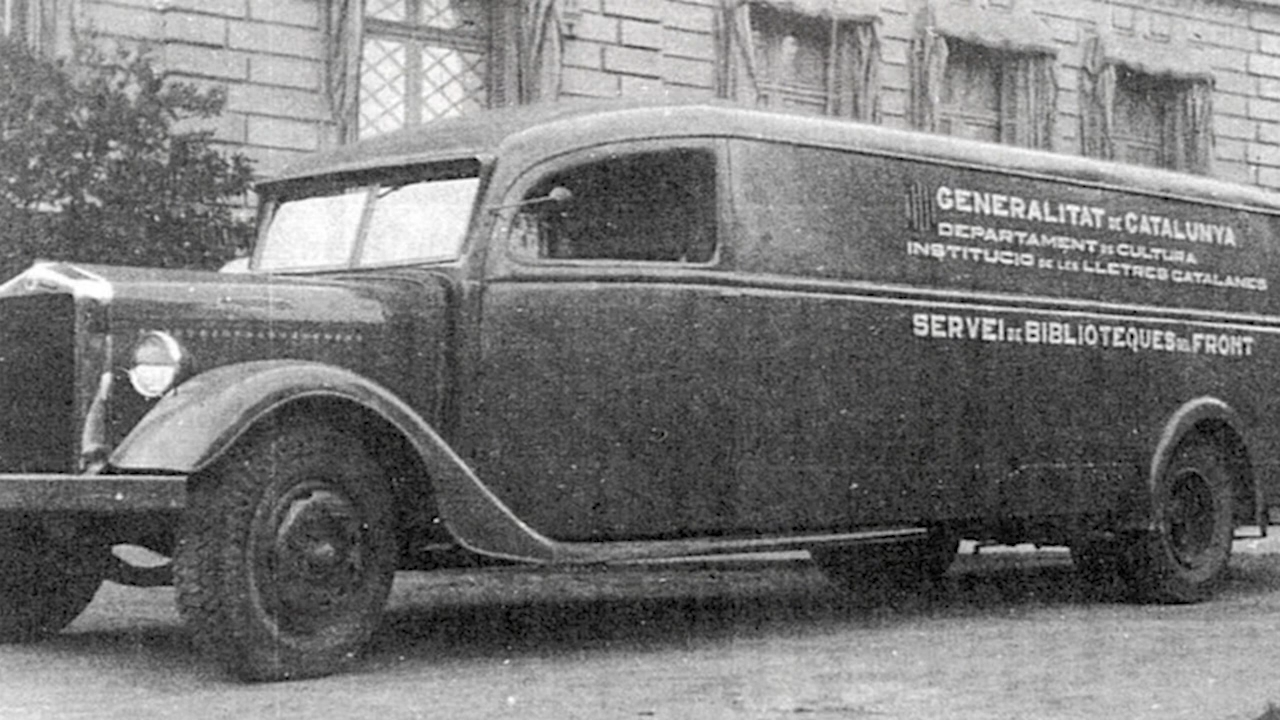 GENERALITAT DE CATALUNYA
DEPARTAMENT DE CULTURA
INSTITUCIO DE LES LLETRES CATALANES
SERVEI DE BIBLIOTEQUES DEL FRONT